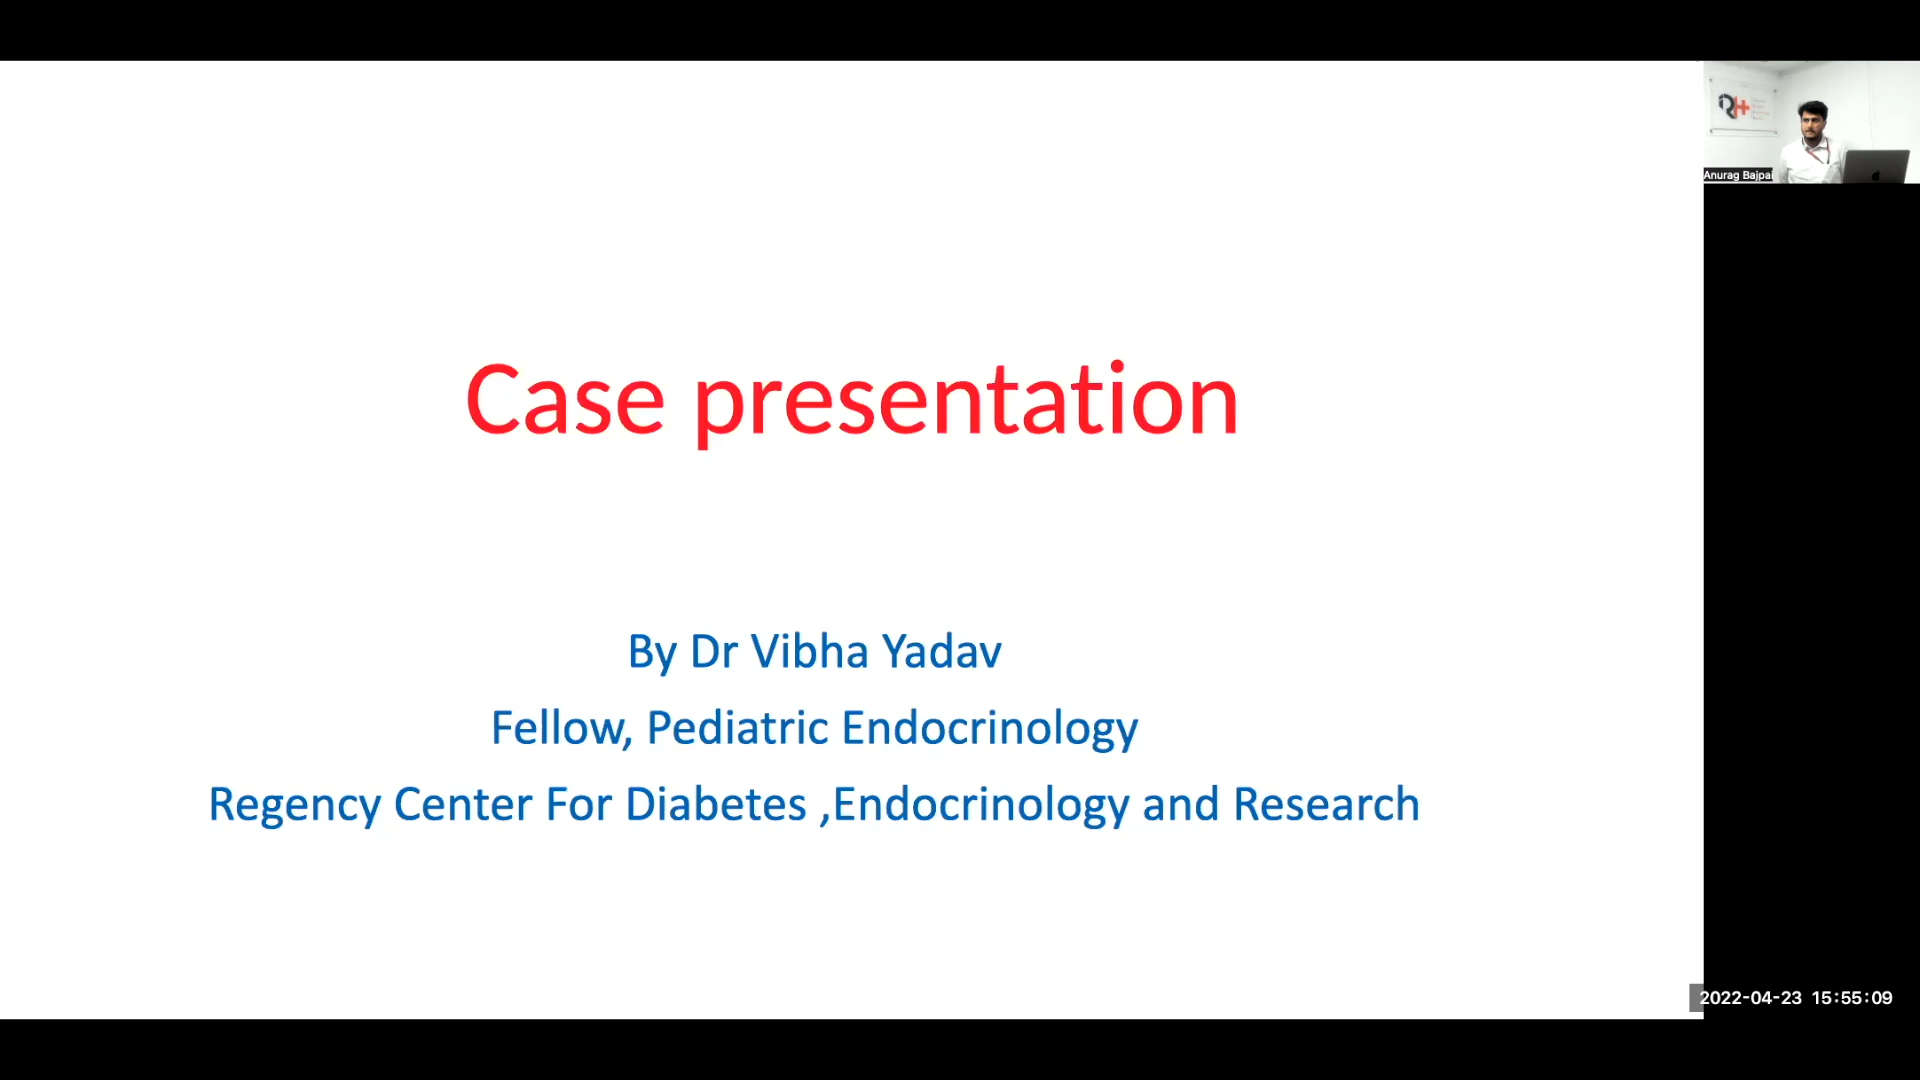 Case presentation
By Dr Vibha Yadav
Fellow, Pediatric Endocrinology
Regency Center For Diabetes ,Endocrinology and Research
Anurag Bajpai
2022-04-23 15:55:09